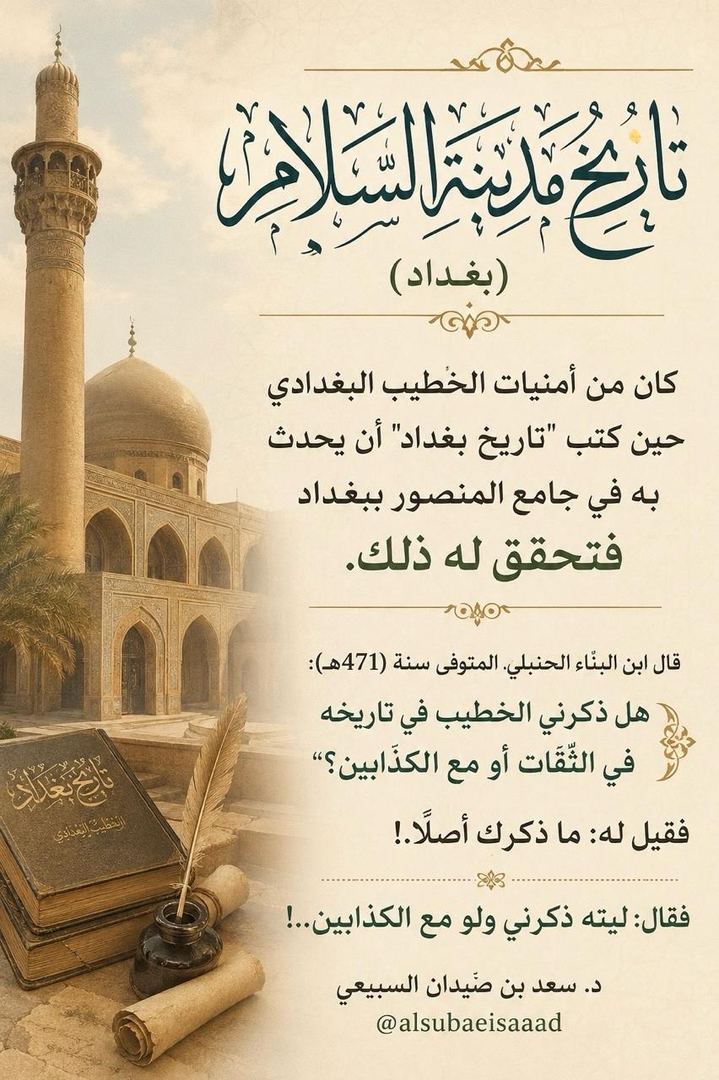 تاريخ مدينة السلام
(بغداد)
كان من أمنيات الخطيب البغدادي
حين كتب "تاريخ بغداد" أن يحدث
به في جامع المنصور ببغداد
فتحقق له ذلك.
قال ابن البنّاء الحنبلي. المتوفى سنة (471هـ):
هل ذكرني الخطيب في تاريخه
في الثّقَات أو مع الكذَابين؟“
فقيل له: ما ذكرك أصلًا.!
فقال: ليته ذكرني ولو مع الكذابين..!
د. سعد بن ضَيدان السبيعي
@alsubaeisaaad
تاريخ بغداد
الخطيب البغدادي